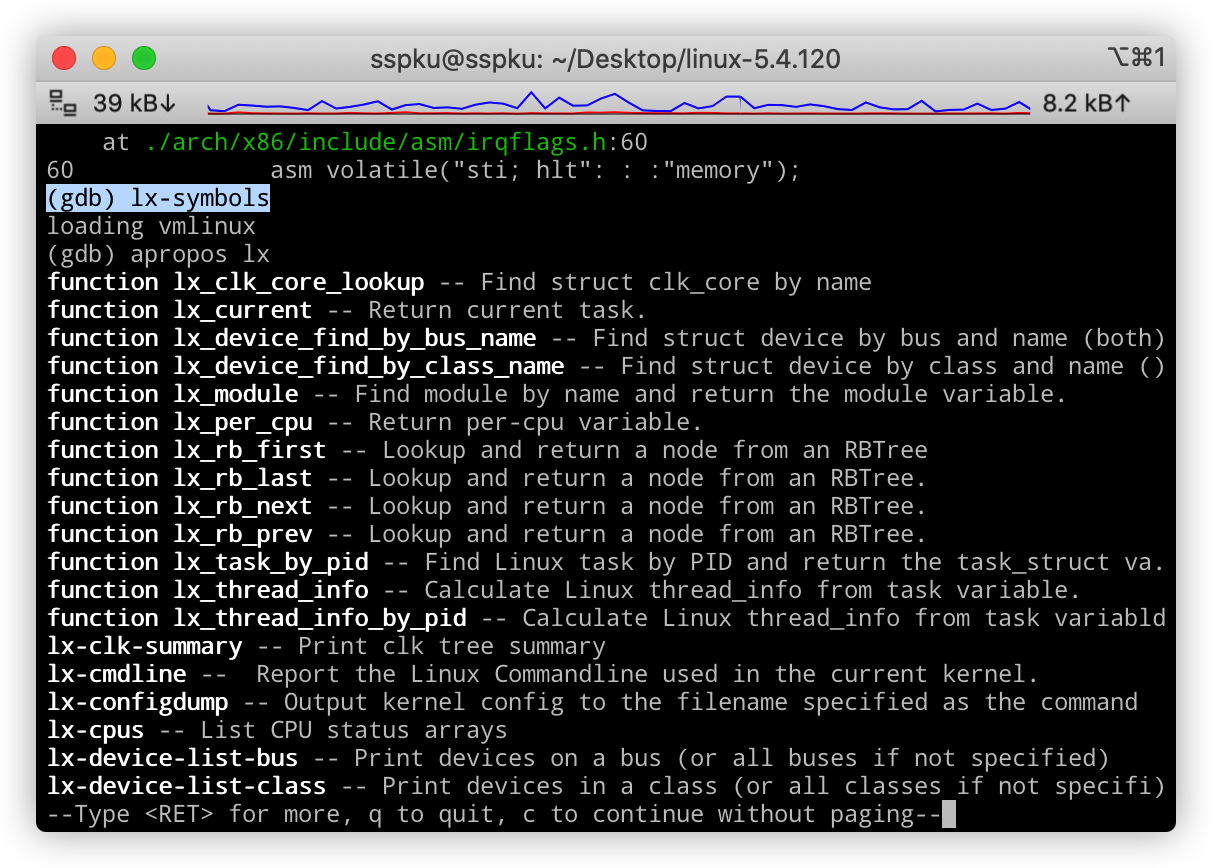 sspku@sspku: ~/Desktop/linux-5.4.120
⌥⌘1
39 kB↓
8.2 kB↑
at ./arch/x86/include/asm/irqflags.h:60
60              asm volatile("sti; hlt": : :"memory");
(gdb) lx-symbols
loading vmlinux
(gdb) apropos lx
function lx_clk_core_lookup -- Find struct clk_core by name
function lx_current -- Return current task.
function lx_device_find_by_bus_name -- Find struct device by bus and name (both)
function lx_device_find_by_class_name -- Find struct device by class and name ()
function lx_module -- Find module by name and return the module variable.
function lx_per_cpu -- Return per-cpu variable.
function lx_rb_first -- Lookup and return a node from an RBTree
function lx_rb_last -- Lookup and return a node from an RBTree.
function lx_rb_next -- Lookup and return a node from an RBTree.
function lx_rb_prev -- Lookup and return a node from an RBTree.
function lx_task_by_pid -- Find Linux task by PID and return the task_struct va.
function lx_thread_info -- Calculate Linux thread_info from task variable.
function lx_thread_info_by_pid -- Calculate Linux thread_info from task variabld
lx-clk-summary -- Print clk tree summary
lx-cmdline --  Report the Linux Commandline used in the current kernel.
lx-configdump -- Output kernel config to the filename specified as the command
lx-cpus -- List CPU status arrays
lx-device-list-bus -- Print devices on a bus (or all buses if not specified)
lx-device-list-class -- Print devices in a class (or all classes if not specifi)
--Type <RET> for more, q to quit, c to continue without paging--